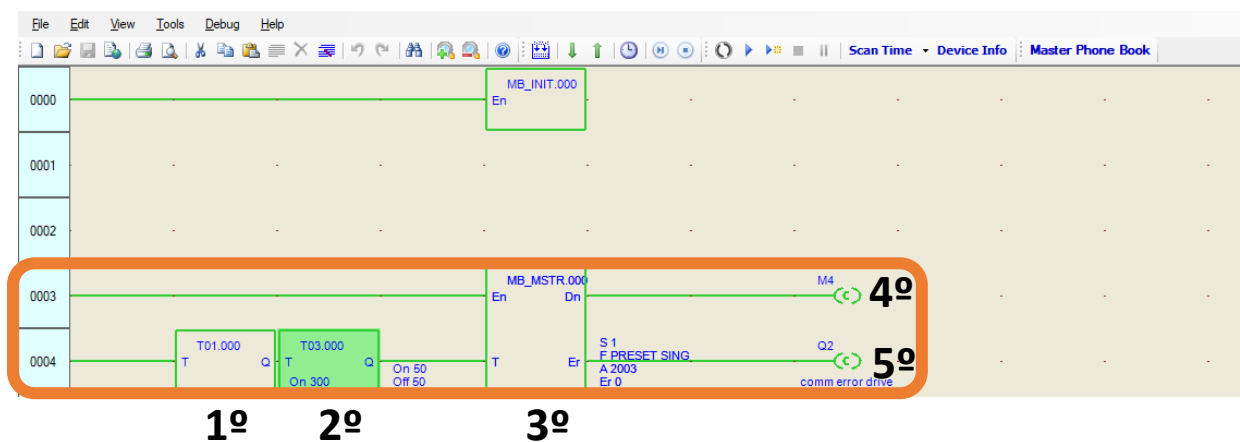 File Edit View Tools Debug Help
Scan Time Device Info Master Phone Book
MB_INIT.000
0000 En
0001
0002
MB_MSTR.000 M4
0003 En Dn (c) 4º
T01.000 T03.000 S 1 Q2
F PRESET SING
0004 T Q T Q On 50 T Er A 2003 (c) 5º
On 300 Off 50 Er 0 comm error drive
1º 2º 3º